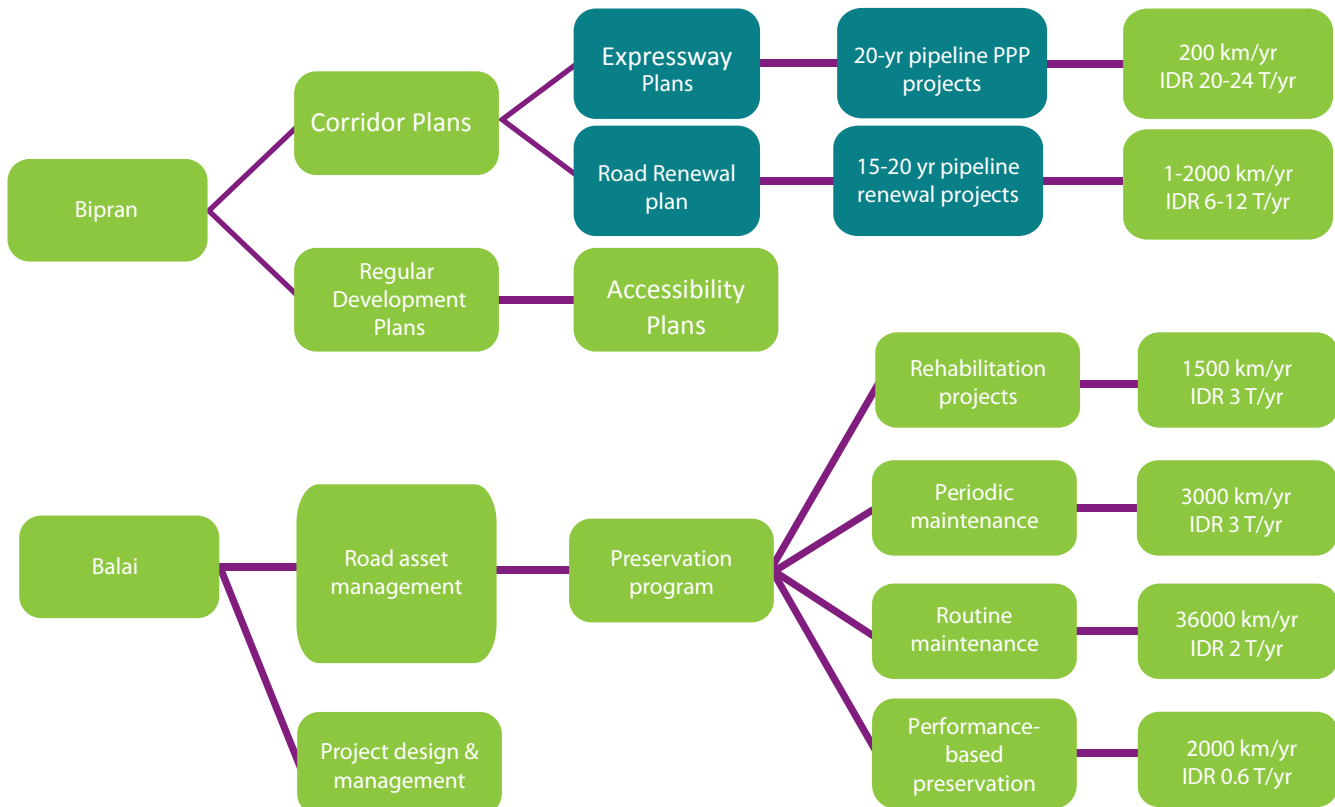 Bipran
Corridor Plans
Expressway
Plans
20-yr pipeline PPP
projects
200 km/yr
IDR 20-24 T/yr
Road Renewal
plan
15-20 yr pipeline
renewal projects
1-2000 km/yr
IDR 6-12 T/yr
Regular
Development
Plans
Accessibility
Plans
Balai
Road asset
management
Preservation
program
Rehabilitation
projects
1500 km/yr
IDR 3 T/yr
Periodic
maintenance
3000 km/yr
IDR 3 T/yr
Routine
maintenance
36000 km/yr
IDR 2 T/yr
Performance-
based
preservation
2000 km/yr
IDR 0.6 T/yr
Project design &
management